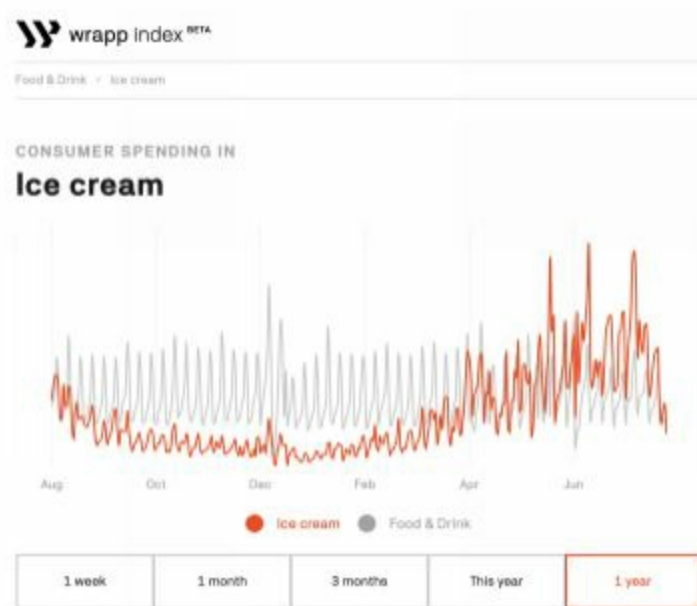 wrapp index BETA
Food & Drink › Ice cream
CONSUMER SPENDING IN
Ice cream
Aug Oct Dec Feb Apr Jun
Ice cream Food & Drink
1 week 1 month 3 months This year 1 year